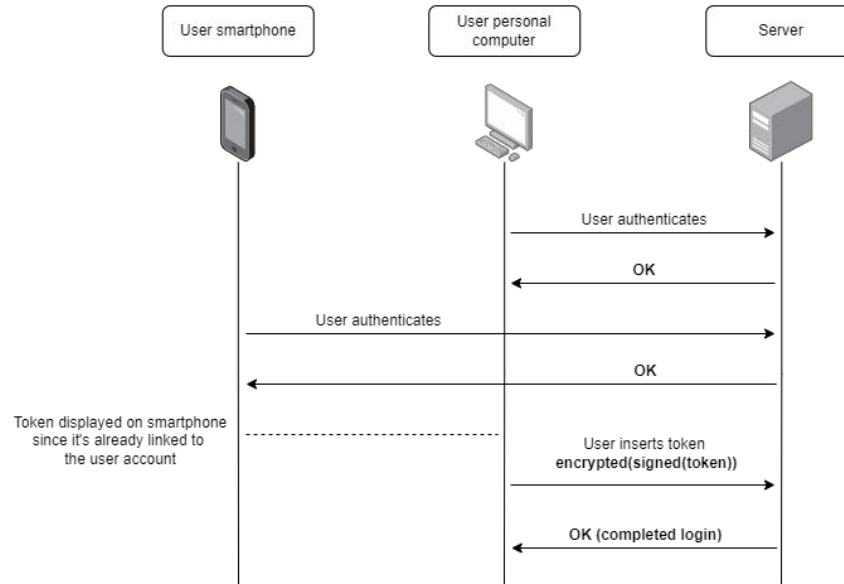 User smartphone
User personal
computer
Server
User authenticates
OK
User authenticates
OK
Token displayed on smartphone
since it's already linked to
the user account
User inserts token
encrypted(signed(token))
OK (completed login)